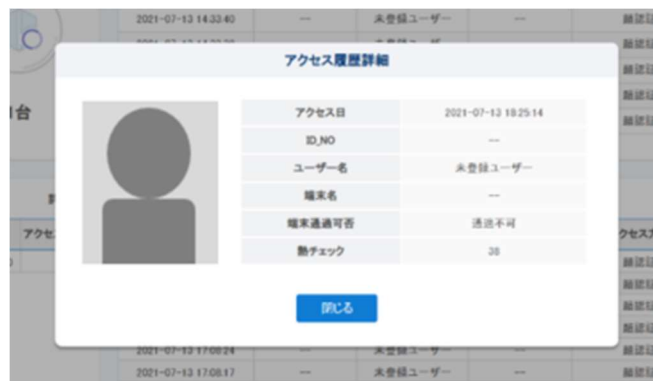 2021-07-13 14:33:40 --- 未登録ユーザー ---
アクセス履歴詳細
台
アクセス日 2021-07-13 18:25:14
ID_NO ---
ユーザー名 未登録ユーザー
端末名 ---
端末通過可否 通過不可
熱チェック 38
閉じる
2021-07-13 17:08:24 --- 未登録ユーザー ---
2021-07-13 17:08:17 --- 未登録ユーザー ---